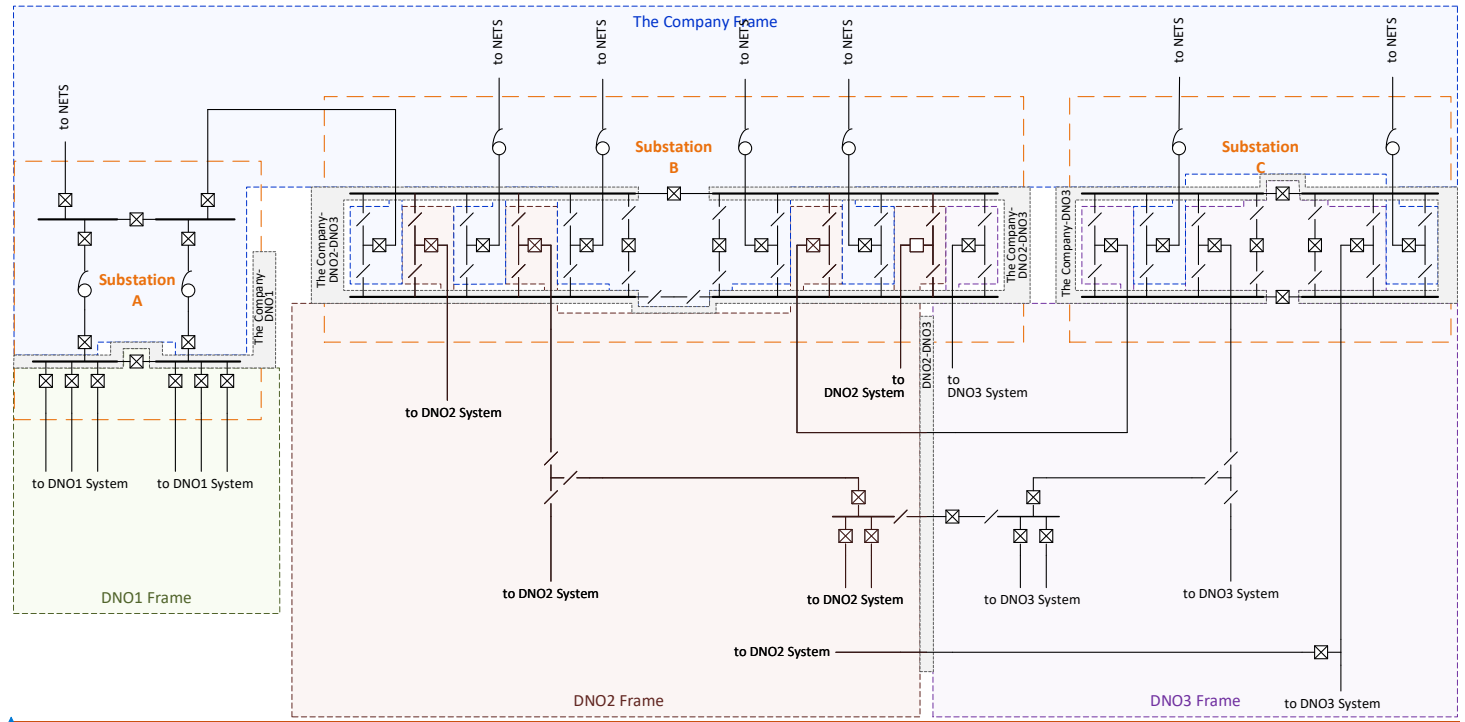 The Company Frame
to NETS
to NETS
to NETS
to NETS
to NETS
to NETS
to NETS
Substation
B
Substation
C
Substation
A
The Company-
DNO1
The Company-
DNO2-DNO3
The Company-
DNO2-DNO3
The Company-DNO3
DNO2-DNO3
to
DNO2 System
to
DNO3 System
to DNO2 System
to DNO1 System
to DNO1 System
to DNO2 System
to DNO2 System
to DNO3 System
to DNO3 System
DNO1 Frame
to DNO2 System
DNO2 Frame
DNO3 Frame
to DNO3 System